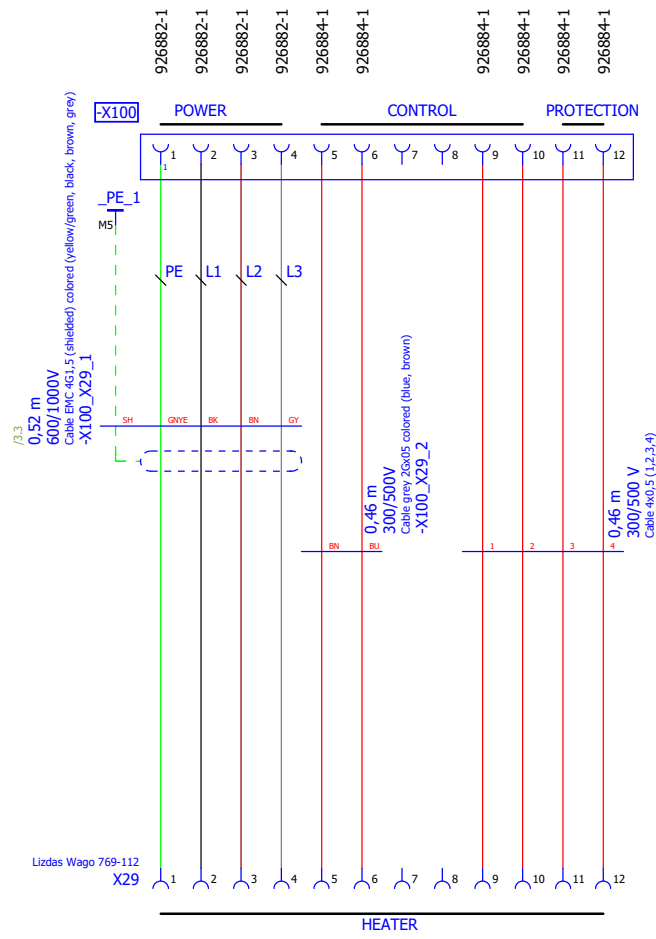 926882-1
926882-1
926882-1
926882-1
926884-1
926884-1
926884-1
926884-1
926884-1
926884-1
-X100
POWER
CONTROL
PROTECTION
1
2
3
4
5
6
7
8
9
10
11
12
1
_PE_1
M5
PE
L1
L2
L3
/3.3
0,52 m
600/1000V
Cable EMC 4G1,5 (shielded) colored (yellow/green, black, brown, grey)
-X100_X29_1
SH
GNYE
BK
BN
GY
0,46 m
300/500V
Cable grey 2Gx05 colored (blue, brown)
-X100_X29_2
BN
BU
0,46 m
300/500 V
Cable 4x0,5 (1,2,3,4)
1
2
3
4
Lizdas Wago 769-112
X29
1
2
3
4
5
6
7
8
9
10
11
12
HEATER